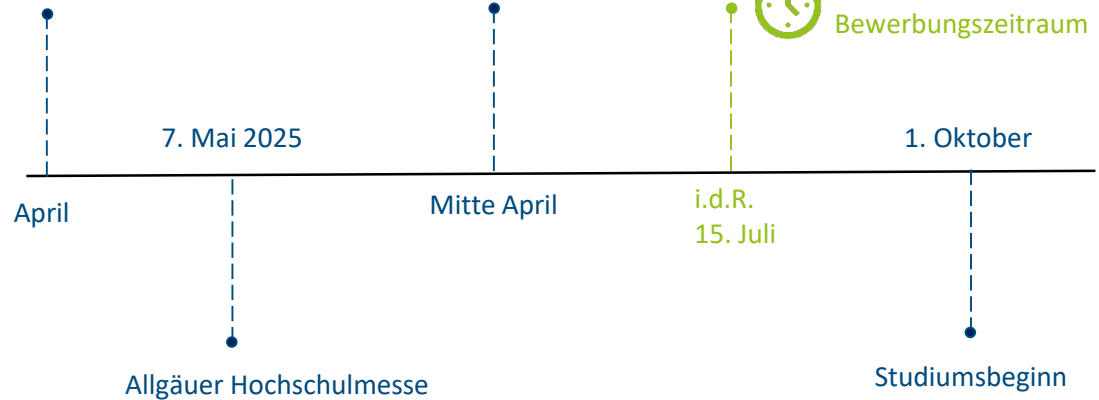 Bewerbungszeitraum
7. Mai 2025
1. Oktober
April
Mitte April
i.d.R.
15. Juli
Allgäuer Hochschulmesse
Studiumsbeginn